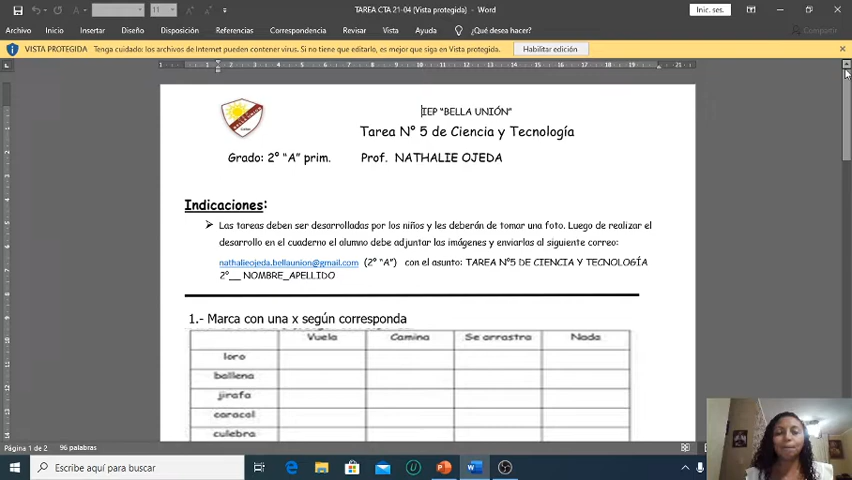 TAREA CTA 21-04 (Vista protegida) - Word
Inic. ses.
Archivo Inicio Insertar Diseño Disposición Referencias Correspondencia Revisar Vista Ayuda ¿Qué desea hacer? Compartir
VISTA PROTEGIDA Tenga cuidado: los archivos de Internet pueden contener virus. Si no tiene que editarlo, es mejor que siga en Vista protegida. Habilitar edición
IEP "BELLA UNIÓN"
Tarea N° 5 de Ciencia y Tecnología
Grado: 2° "A" prim. Prof. NATHALIE OJEDA
Indicaciones:
Las tareas deben ser desarrolladas por los niños y les deberán de tomar una foto. Luego de realizar el
desarrollo en el cuaderno el alumno debe adjuntar las imágenes y enviarlas al siguiente correo:
nathalieojeda.bellaunion@gmail.com (2° "A") con el asunto: TAREA N°5 DE CIENCIA Y TECNOLOGÍA
2°__ NOMBRE_APELLIDO
1.- Marca con una x según corresponda
Vuela Camina Se arrastra Nada
loro
ballena
jirafa
caracol
culebra
Página 1 de 2 96 palabras
Escribe aquí para buscar